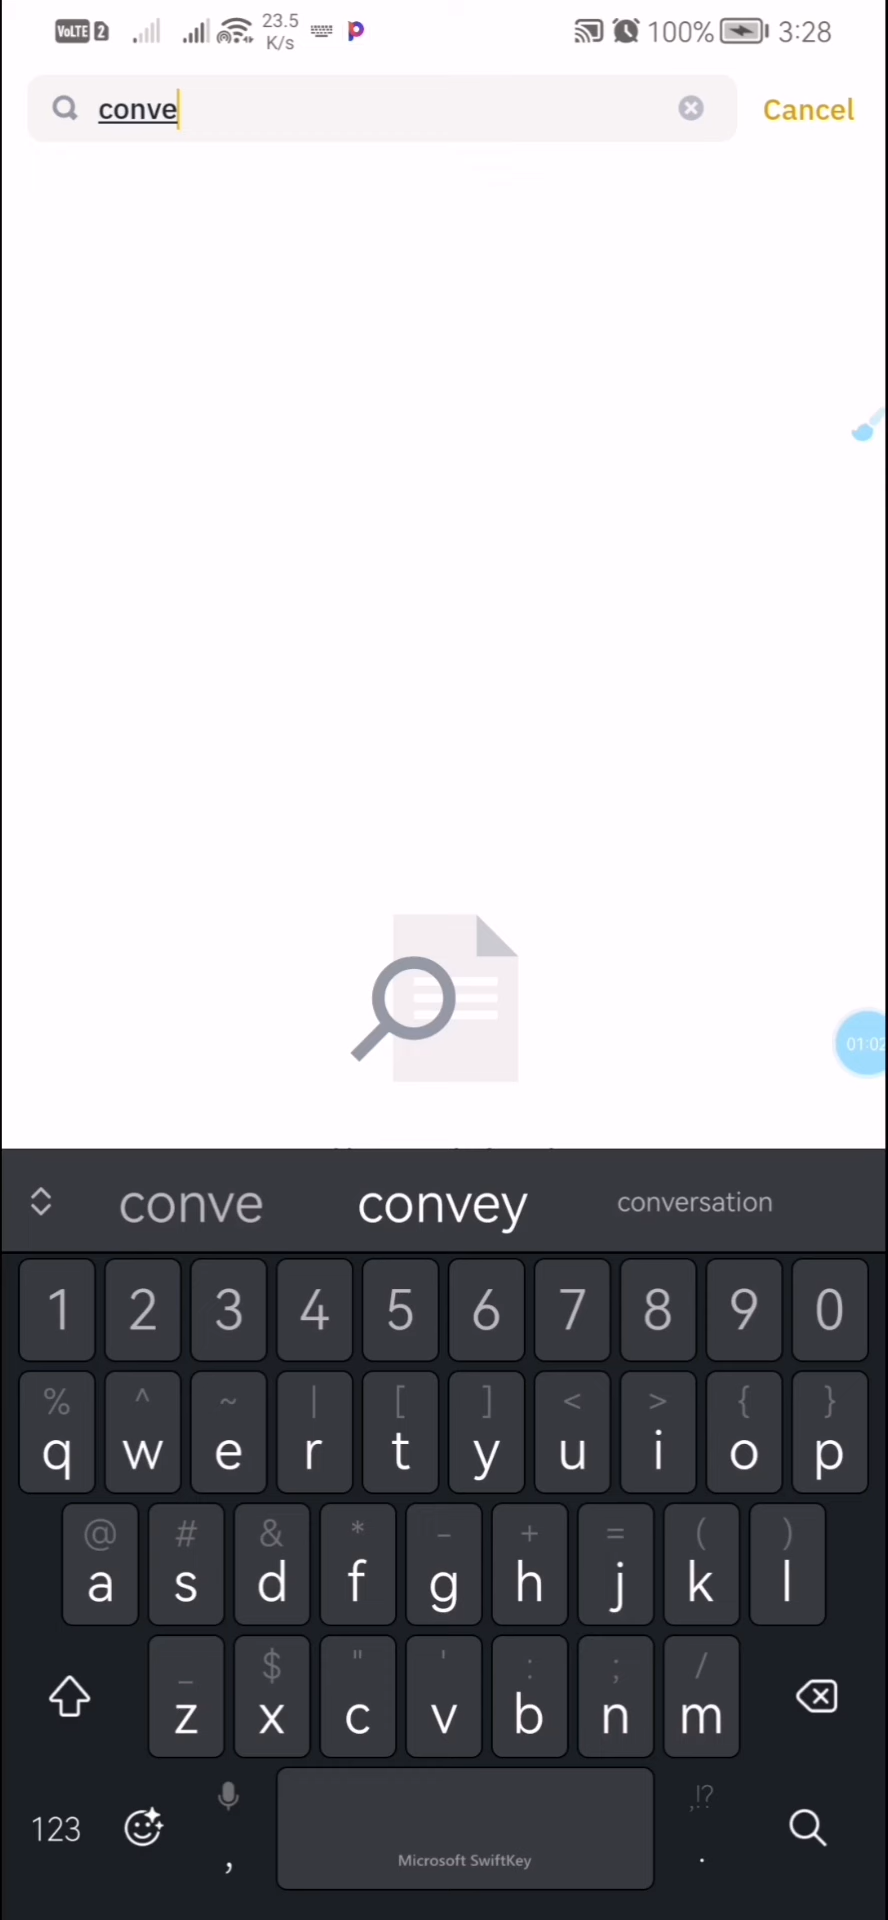 VoLTE 2 23.5 K/s 100% 3:28
conve Cancel
01:02
conve convey conversation
1 2 3 4 5 6 7 8 9 0
% ^ ~ | [ ] < > { }
q w e r t y u i o p
@ # & * - + = ( )
a s d f g h j k l
_ $ " ' : ; /
z x c v b n m
,!?
123 , Microsoft SwiftKey .